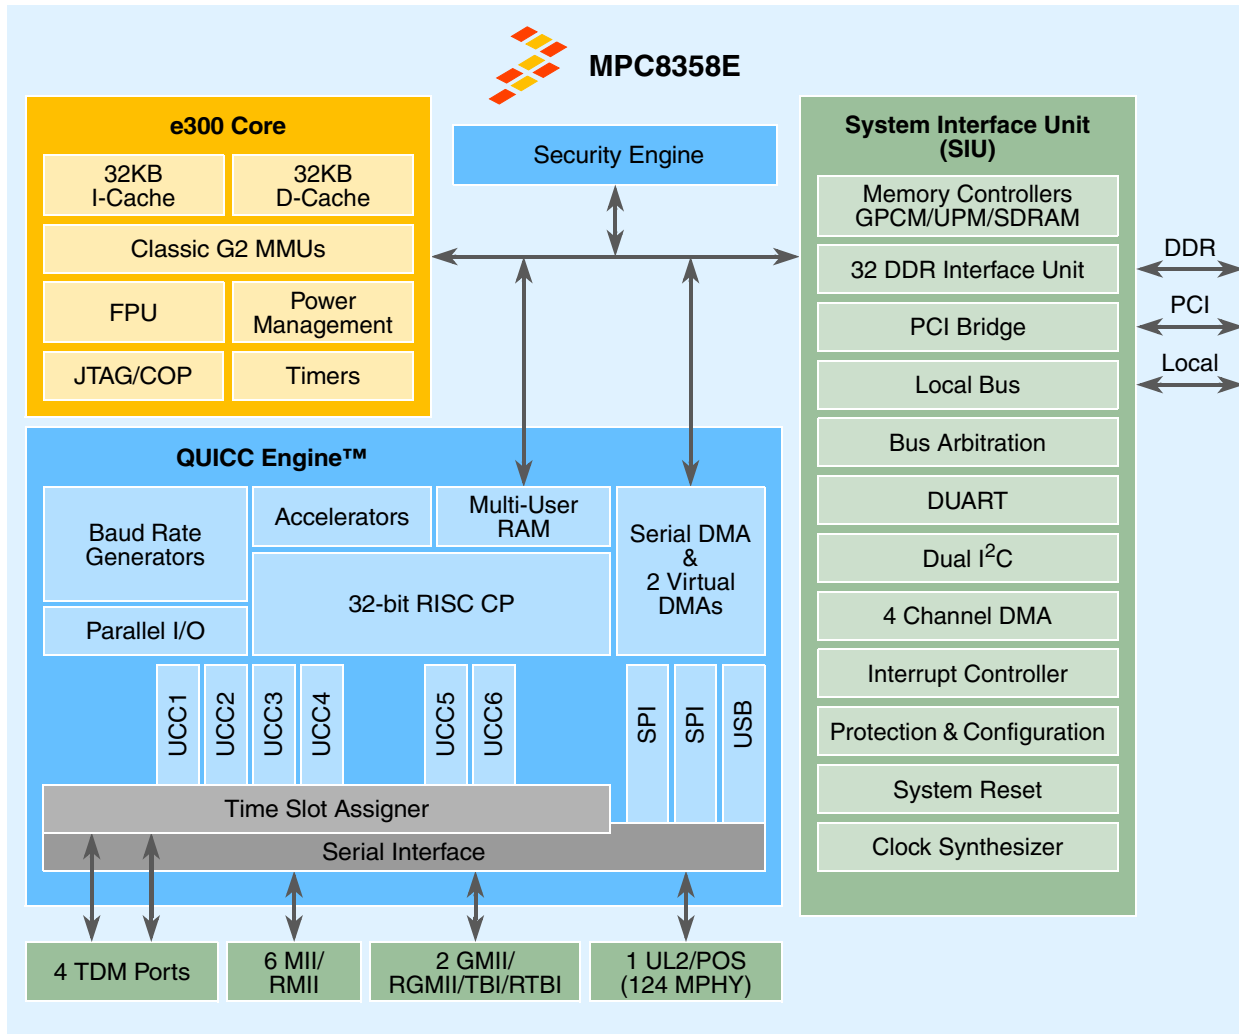 MPC8358E
e300 Core
32KB
I-Cache
32KB
D-Cache
Classic G2 MMUs
FPU
Power
Management
JTAG/COP
Timers
Security Engine
System Interface Unit
(SIU)
Memory Controllers
GPCM/UPM/SDRAM
32 DDR Interface Unit
PCI Bridge
Local Bus
Bus Arbitration
DUART
Dual I²C
4 Channel DMA
Interrupt Controller
Protection & Configuration
System Reset
Clock Synthesizer
DDR
PCI
Local
QUICC Engine™
Baud Rate
Generators
Accelerators
Multi-User
RAM
Serial DMA
&
2 Virtual
DMAs
32-bit RISC CP
Parallel I/O
UCC1
UCC2
UCC3
UCC4
UCC5
UCC6
SPI
SPI
USB
Time Slot Assigner
Serial Interface
4 TDM Ports
6 MII/
RMII
2 GMII/
RGMII/TBI/RTBI
1 UL2/POS
(124 MPHY)